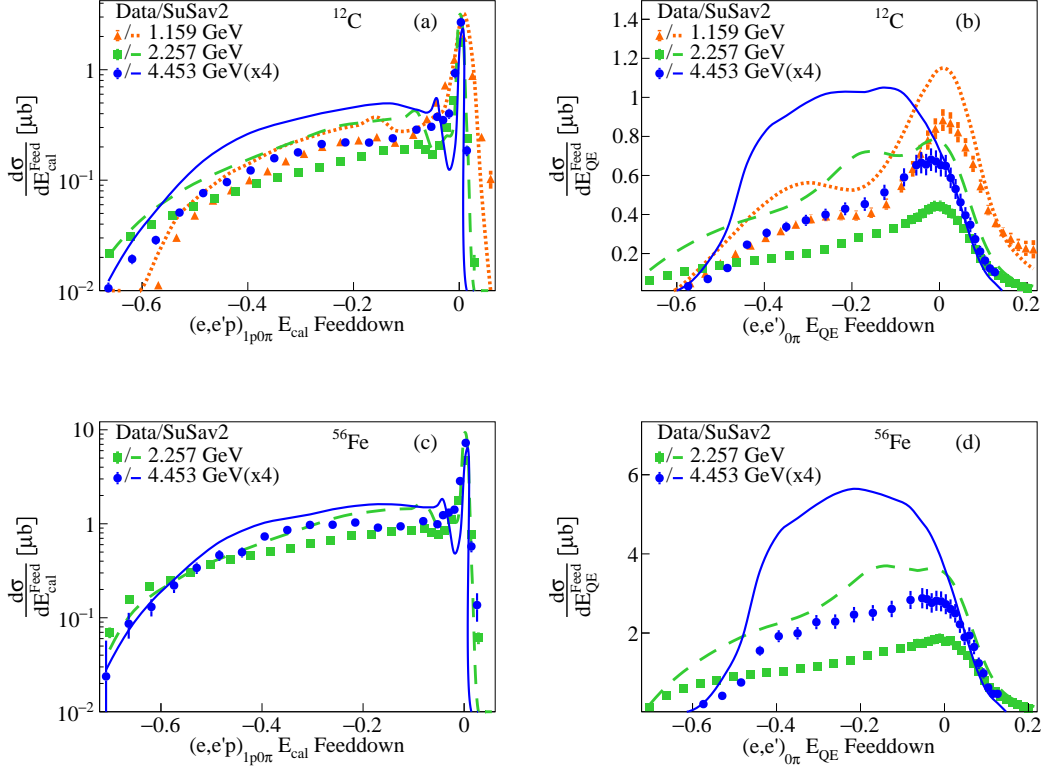 Data/SuSav2 ¹²C (a)
/ 1.159 GeV
/ 2.257 GeV
/ 4.453 GeV(x4)
dσ/dE_cal^Feed [μb]
1
10⁻¹
10⁻²
−0.6 −0.4 −0.2 0
(e,e'p)_1p0π E_cal Feeddown
Data/SuSav2 ¹²C (b)
/ 1.159 GeV
/ 2.257 GeV
/ 4.453 GeV(x4)
dσ/dE_QE^Feed [μb]
1.4
1.2
1
0.8
0.6
0.4
0.2
−0.6 −0.4 −0.2 0 0.2
(e,e')_0π E_QE Feeddown
Data/SuSav2 ⁵⁶Fe (c)
/ 2.257 GeV
/ 4.453 GeV(x4)
dσ/dE_cal^Feed [μb]
10
1
10⁻¹
10⁻²
−0.6 −0.4 −0.2 0
(e,e'p)_1p0π E_cal Feeddown
Data/SuSav2 ⁵⁶Fe (d)
/ 2.257 GeV
/ 4.453 GeV(x4)
dσ/dE_QE^Feed [μb]
6
4
2
−0.6 −0.4 −0.2 0 0.2
(e,e')_0π E_QE Feeddown